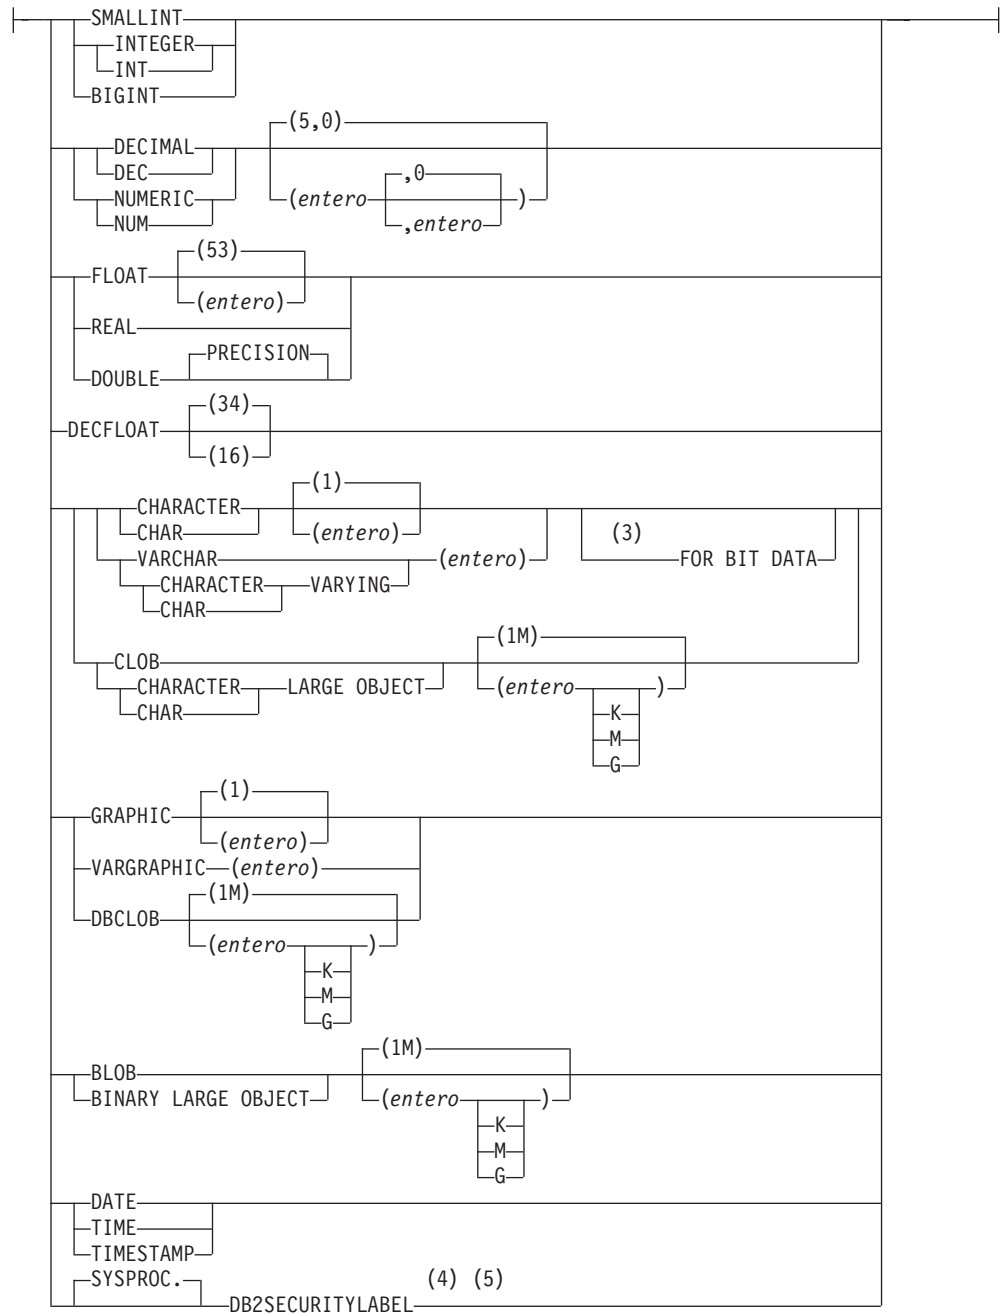 SMALLINT
INTEGER
INT
BIGINT
(5,0)
DECIMAL
DEC ,0
NUMERIC (entero )
NUM ,entero
(53)
FLOAT
(entero)
REAL
PRECISION
DOUBLE
(34)
DECFLOAT
(16)
(1)
CHARACTER
CHAR (entero) (3)
VARCHAR (entero) FOR BIT DATA
CHARACTER VARYING
CHAR
(1M)
CLOB
CHARACTER LARGE OBJECT (entero )
CHAR K
M
G
(1)
GRAPHIC
(entero)
VARGRAPHIC (entero)
(1M)
DBCLOB
(entero )
K
M
G
(1M)
BLOB
BINARY LARGE OBJECT (entero )
K
M
G
DATE
TIME
TIMESTAMP
SYSPROC. (4) (5)
DB2SECURITYLABEL